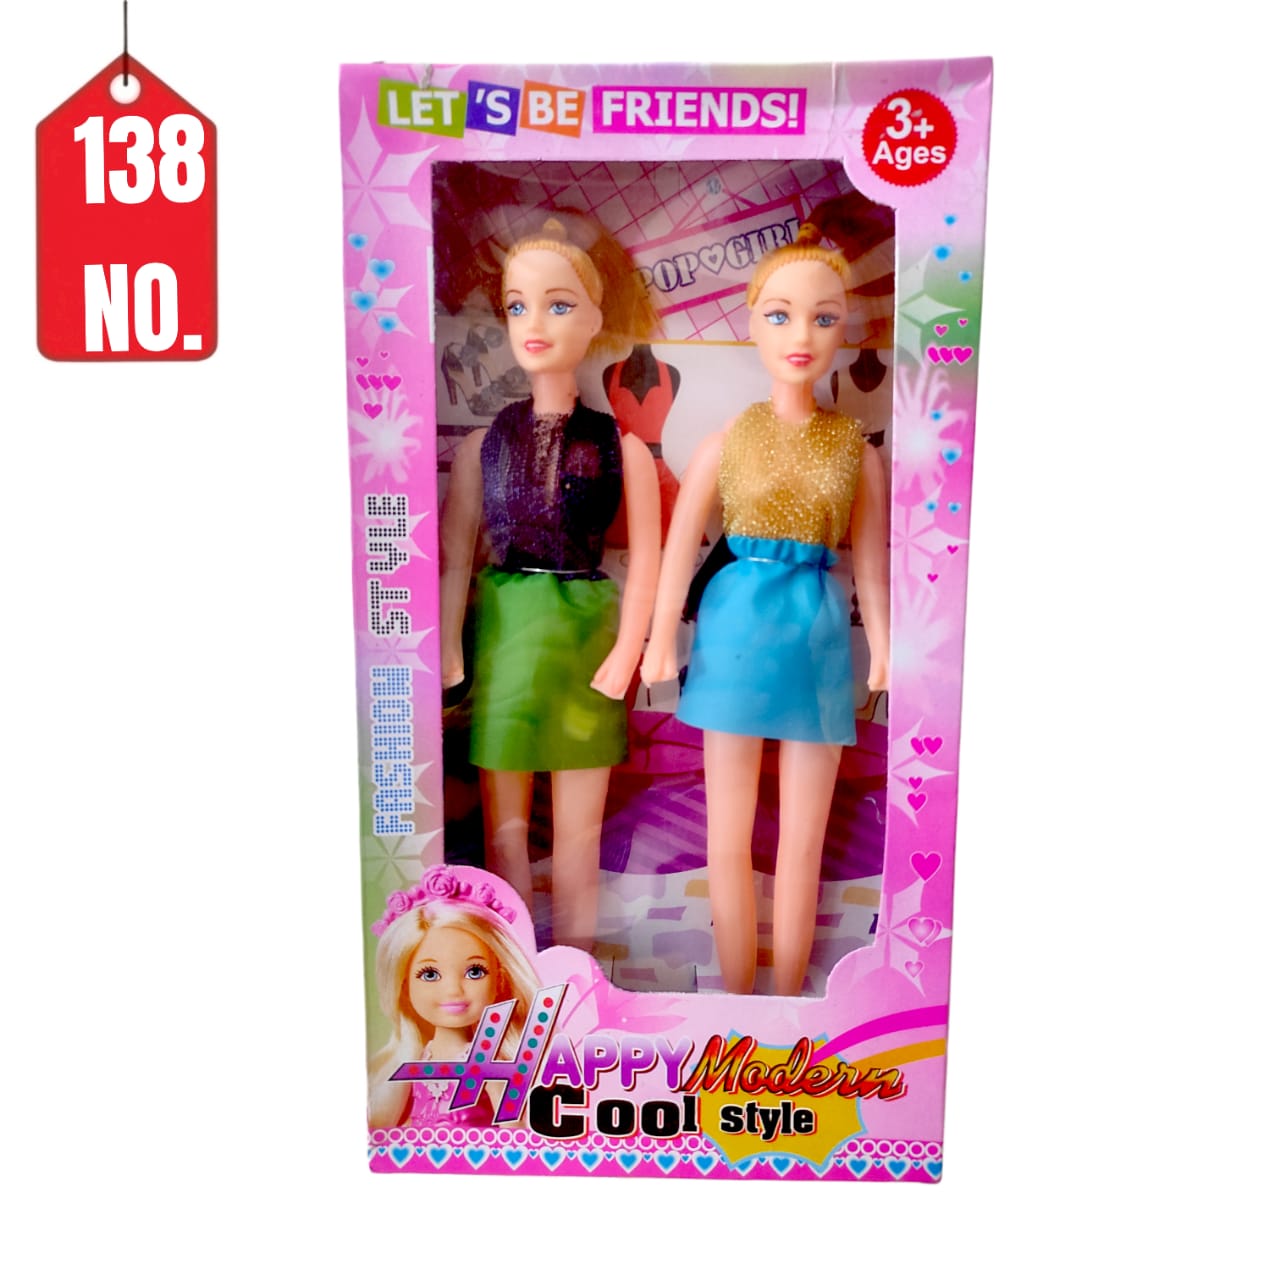 138
NO.
LET'S BE FRIENDS!
3+
Ages
POP♥GIRL
FASHION STYLE
HAPPY Modern
Cool style